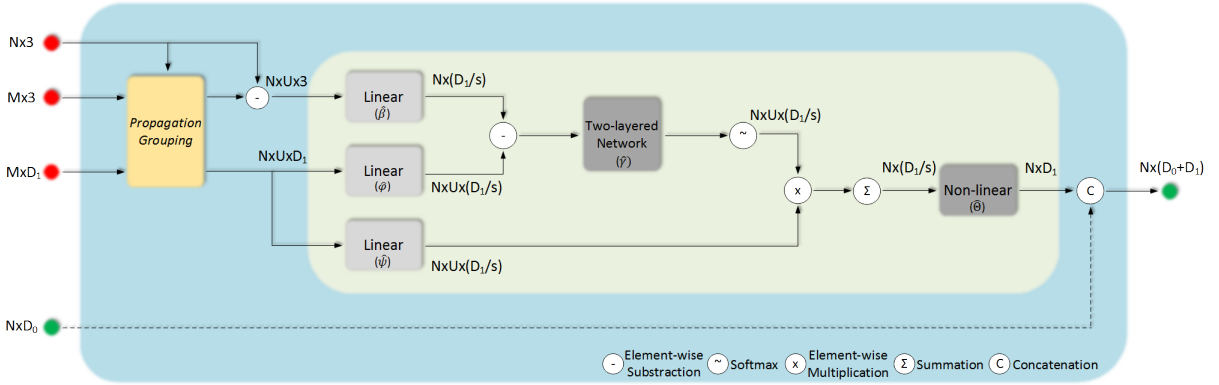 Nx3
Mx3
MxD₁
NxD₀
Propagation
Grouping
-
NxUx3
NxUxD₁
Linear
(β̂)
Nx(D₁/s)
Linear
(φ)
NxUx(D₁/s)
Linear
(ψ̂)
NxUx(D₁/s)
-
Two-layered
Network
(γ̂)
~
NxUx(D₁/s)
x
Σ
Nx(D₁/s)
Non-linear
(Θ̂)
NxD₁
C
Nx(D₀+D₁)
- Element-wise
Substraction
~ Softmax
x Element-wise
Multiplication
Σ Summation
C Concatenation